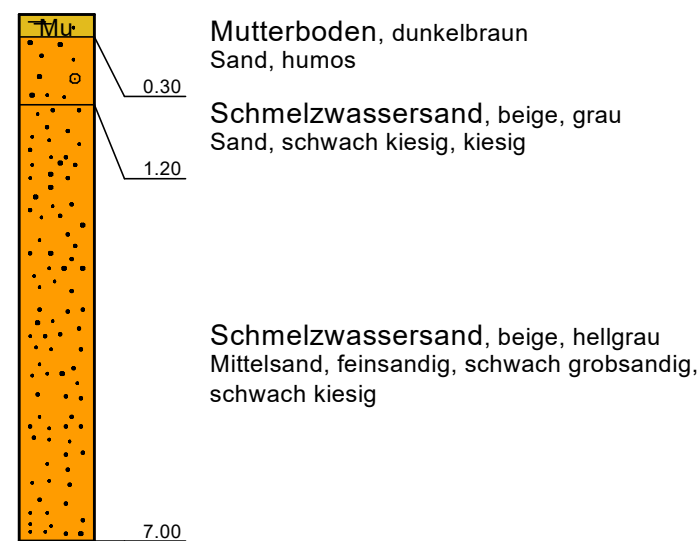 Mu
Mutterboden, dunkelbraun
Sand, humos
0.30
Schmelzwassersand, beige, grau
Sand, schwach kiesig, kiesig
1.20
Schmelzwassersand, beige, hellgrau
Mittelsand, feinsandig, schwach grobsandig,
schwach kiesig
7.00